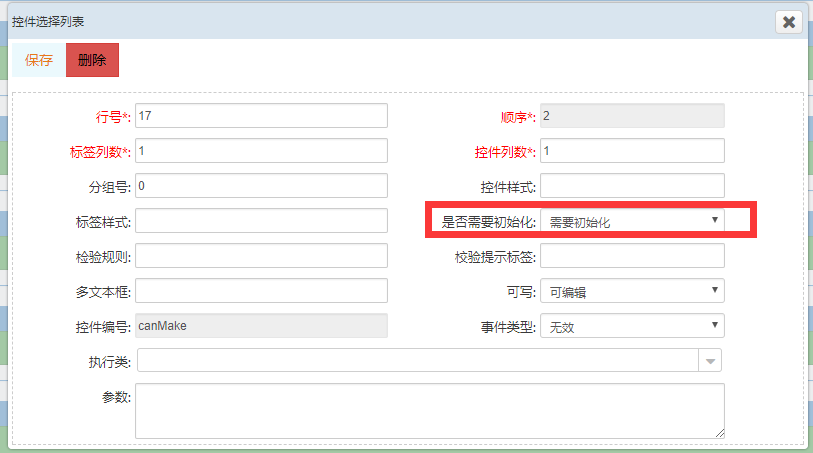 控件选择列表
保存 删除
行号*: 17 顺序*: 2
标签列数*: 1 控件列数*: 1
分组号: 0 控件样式:
标签样式: 是否需要初始化: 需要初始化
检验规则: 校验提示标签:
多文本框: 可写: 可编辑
控件编号: canMake 事件类型: 无效
执行类:
参数: